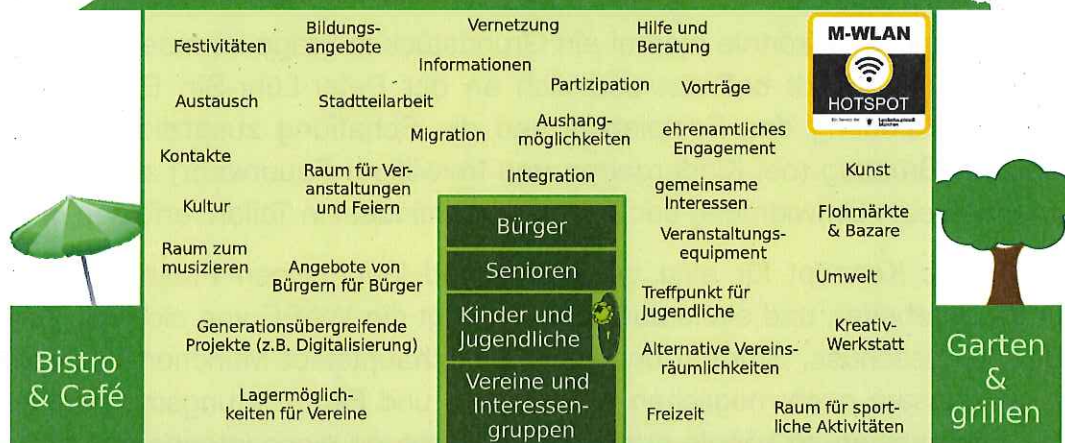 Bildungs-
angebote
Vernetzung
Hilfe und
Beratung
M-WLAN
HOTSPOT
Festivitäten
Informationen
Partizipation
Vorträge
Austausch
Stadtteilarbeit
Migration
Aushang-
möglichkeiten
ehrenamtliches
Engagement
Kontakte
Raum für Ver-
anstaltungen
und Feiern
Integration
Kunst
gemeinsame
Interessen
Kultur
Flohmärkte
& Bazare
Veranstaltungs-
equipment
Raum zum
musizieren
Angebote von
Bürgern für Bürger
Umwelt
Treffpunkt für
Jugendliche
Generationsübergreifende
Projekte (z.B. Digitalisierung)
Kreativ-
Werkstatt
Alternative Vereins-
räumlichkeiten
Lagermöglich-
keiten für Vereine
Freizeit
Raum für sport-
liche Aktivitäten
Bürger
Senioren
Kinder und
Jugendliche
Vereine und
Interessen-
gruppen
Bistro
& Café
Garten
&
grillen